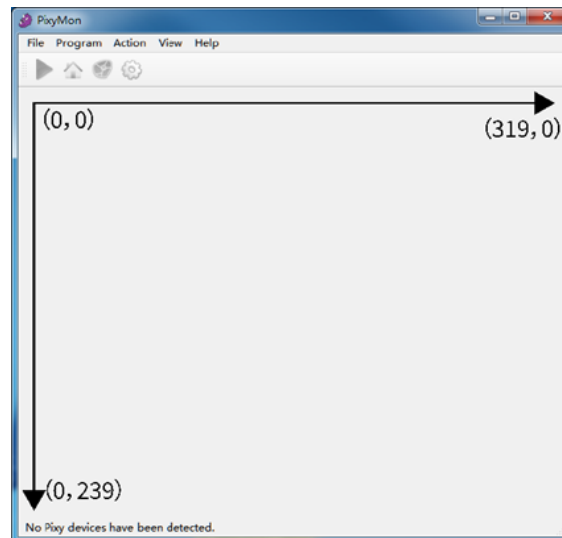 PixyMon
File Program Action View Help
(0,0)
(319,0)
(0,239)
No Pixy devices have been detected.